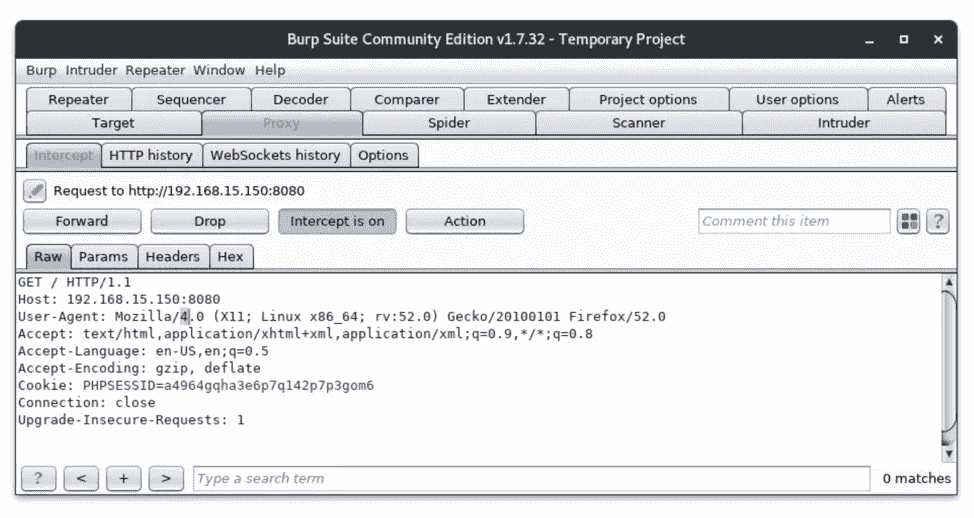 Burp Suite Community Edition v1.7.32 - Temporary Project
Burp Intruder Repeater Window Help
Repeater Sequencer Decoder Comparer Extender Project options User options Alerts
Target Proxy Spider Scanner Intruder
Intercept HTTP history WebSockets history Options
Request to http://192.168.15.150:8080
Forward Drop Intercept is on Action Comment this item ?
Raw Params Headers Hex
GET / HTTP/1.1
Host: 192.168.15.150:8080
User-Agent: Mozilla/4.0 (X11; Linux x86_64; rv:52.0) Gecko/20100101 Firefox/52.0
Accept: text/html,application/xhtml+xml,application/xml;q=0.9,*/*;q=0.8
Accept-Language: en-US,en;q=0.5
Accept-Encoding: gzip, deflate
Cookie: PHPSESSID=a4964gqha3e6p7q142p7p3gom6
Connection: close
Upgrade-Insecure-Requests: 1
? < + > Type a search term 0 matches